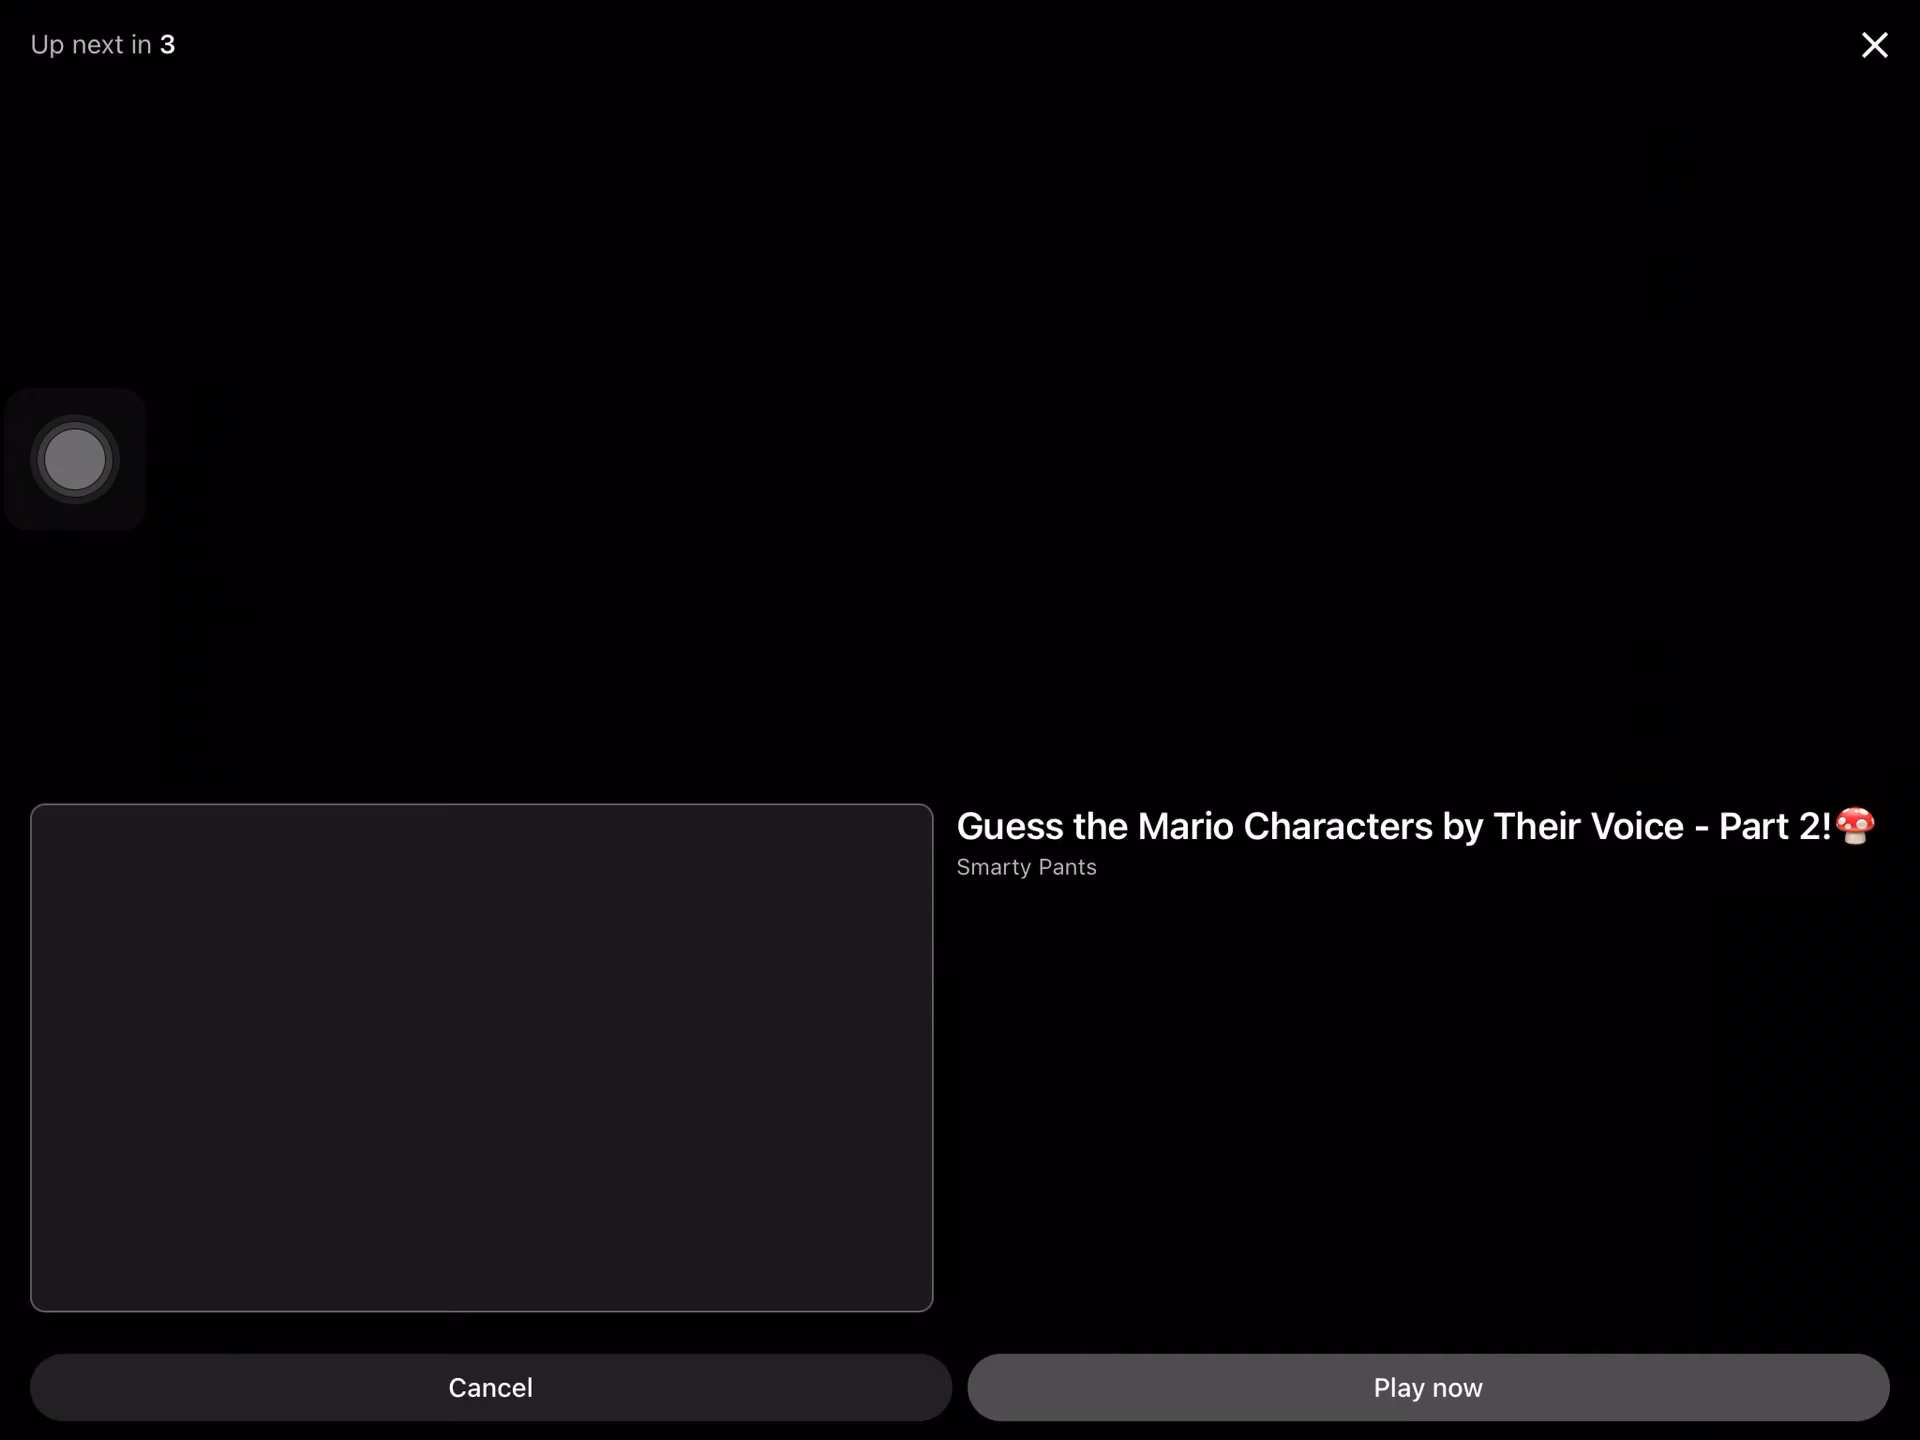 Up next in 3
Guess the Mario Characters by Their Voice - Part 2!🍄
Smarty Pants
Cancel
Play now